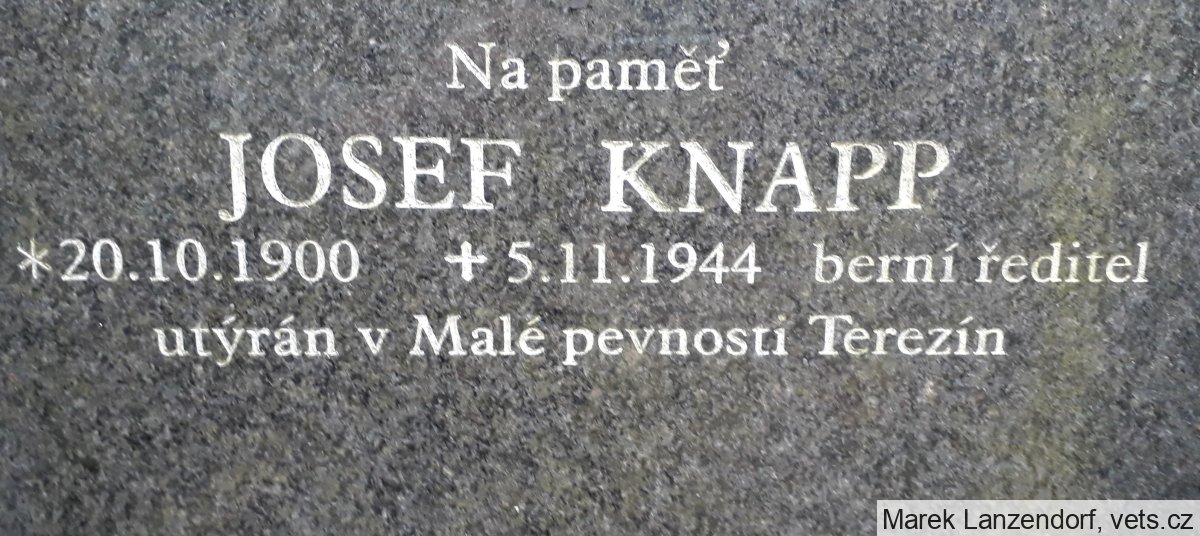 Na paměť
JOSEF KNAPP
*20.10.1900 ✝5.11.1944 berní ředitel
utýrán v Malé pevnosti Terezín
Marek Lanzendorf, vets.cz